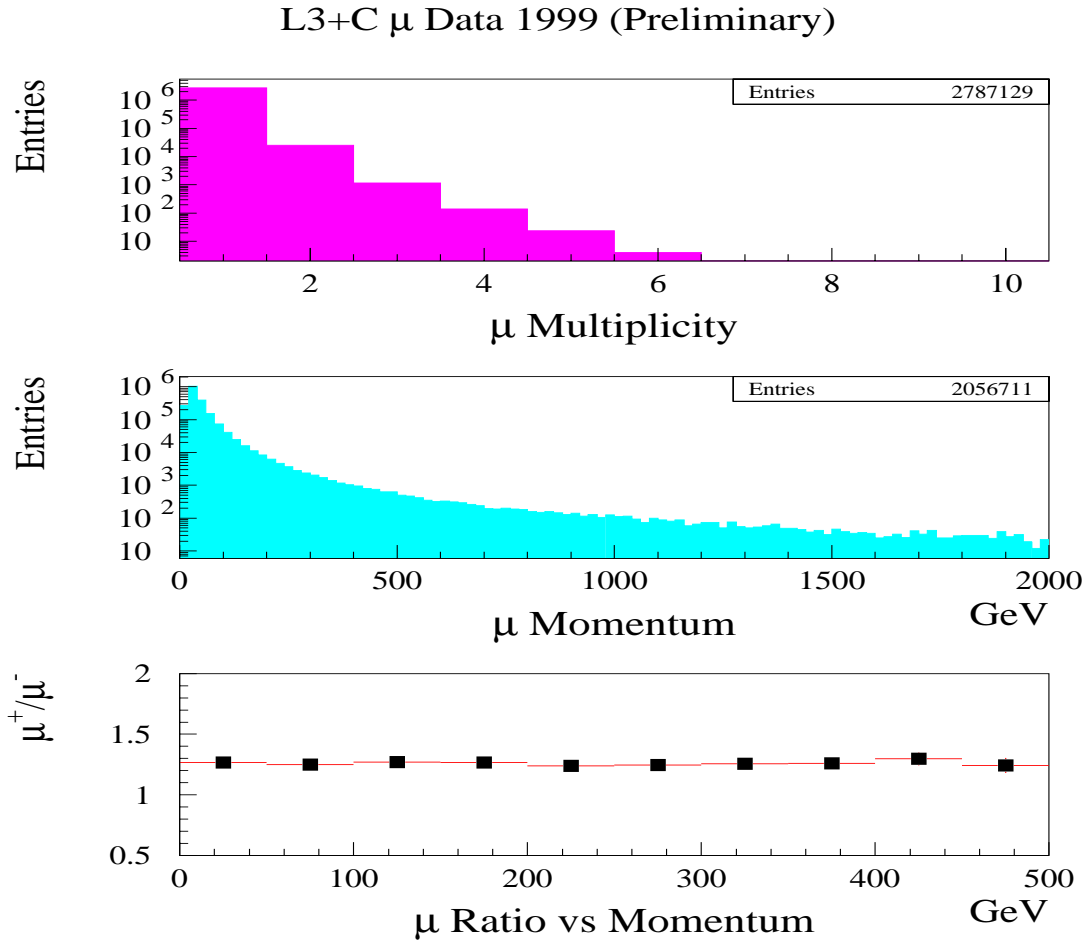 L3+C μ Data 1999 (Preliminary)
Entries
10 6
10 5
10 4
10 3
10 2
10
Entries 2787129
2 4 6 8 10
μ Multiplicity
Entries
10 6
10 5
10 4
10 3
10 2
10
Entries 2056711
0 500 1000 1500 2000
μ Momentum
GeV
μ+/μ-
2
1.5
1
0.5
0 100 200 300 400 500
μ Ratio vs Momentum
GeV